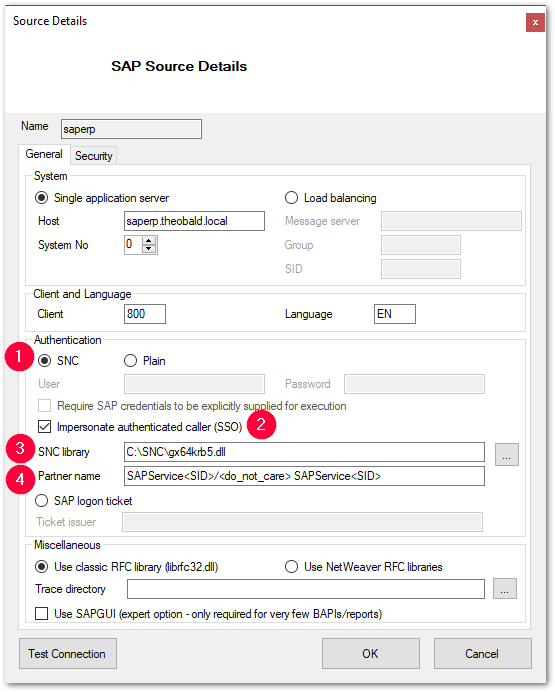 Source Details
x
SAP Source Details
Name saperp
General Security
System
Single application server Load balancing
Host saperp.theobald.local Message server
System No 0 Group
SID
Client and Language
Client 800 Language EN
Authentication
1 SNC Plain
User Password
Require SAP credentials to be explicitly supplied for execution
Impersonate authenticated caller (SSO) 2
3 SNC library C:\SNC\gx64krb5.dll ...
4 Partner name SAPService<SID>/<do_not_care> SAPService<SID>
SAP logon ticket
Ticket issuer
Miscellaneous
Use classic RFC library (librfc32.dll) Use NetWeaver RFC libraries
Trace directory ...
Use SAPGUI (expert option - only required for very few BAPIs/reports)
Test Connection OK Cancel